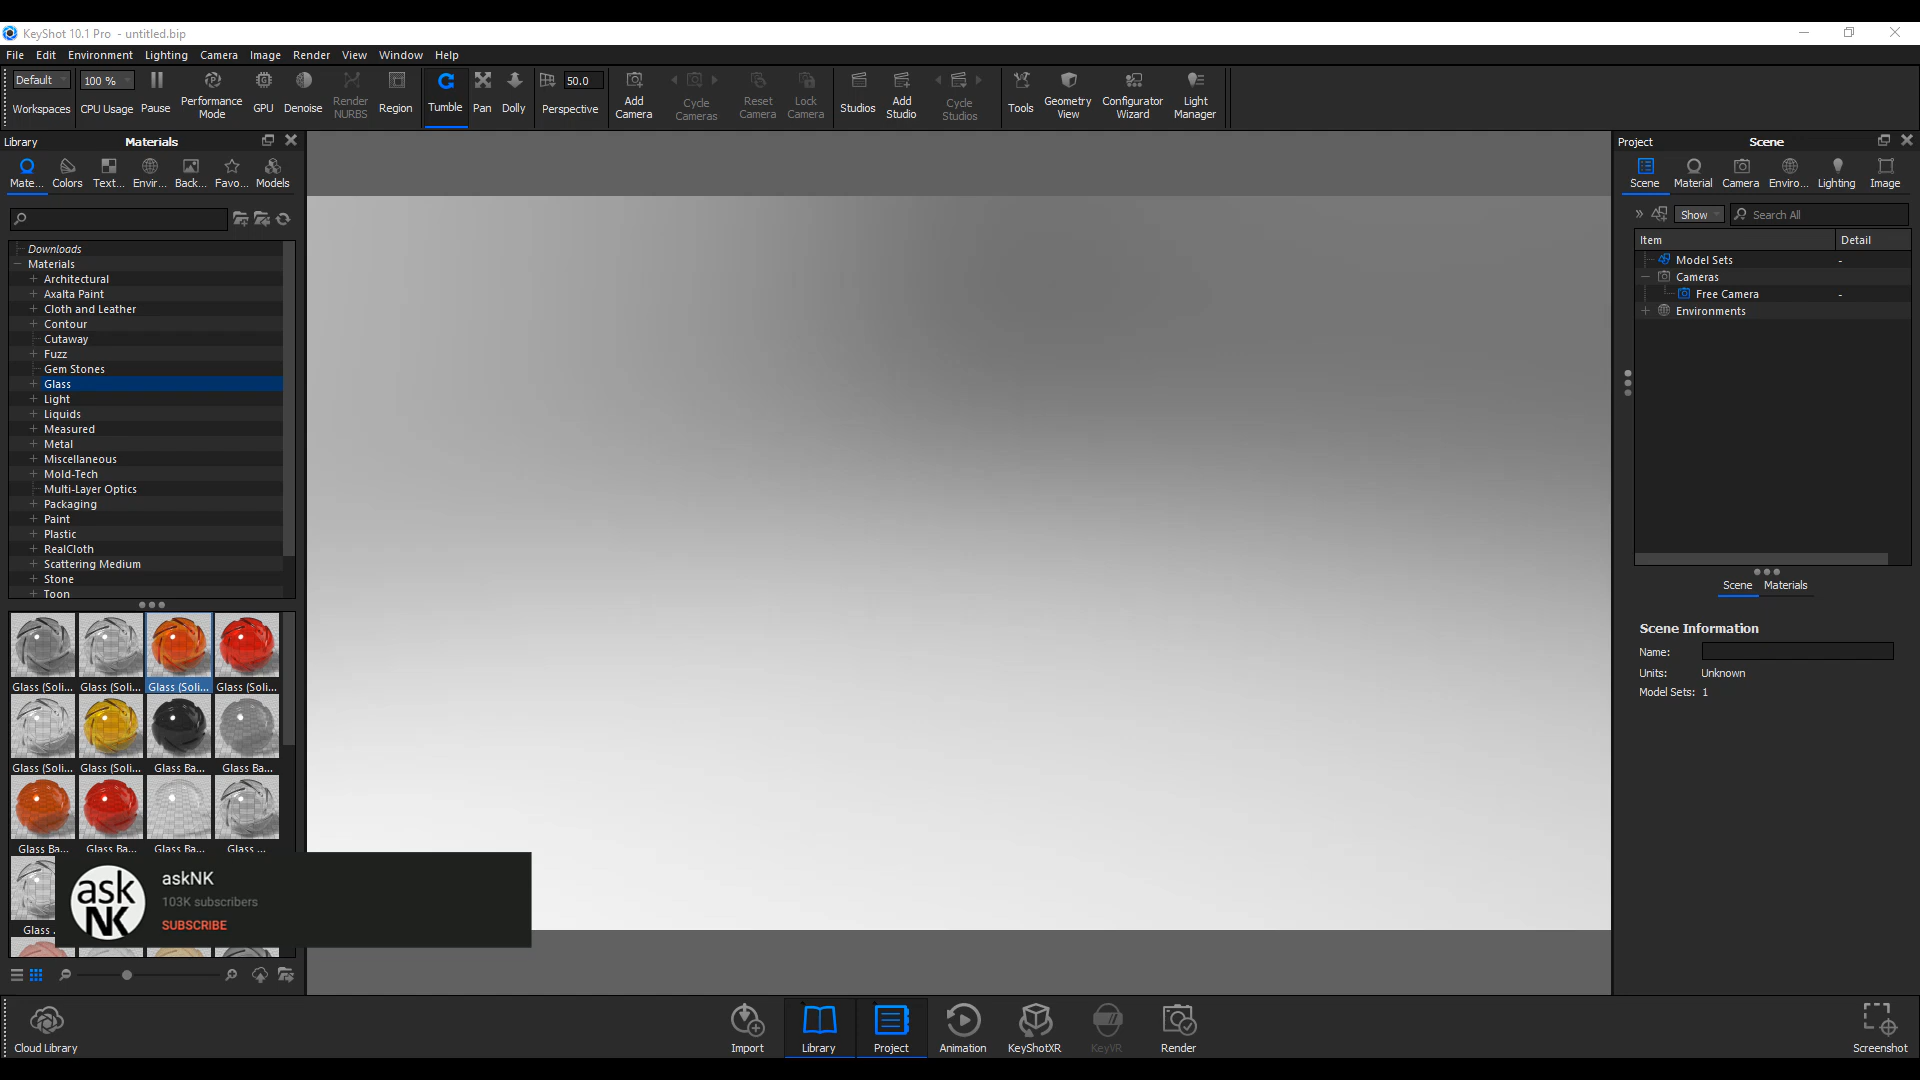 KeyShot 10.1 Pro - untitled.bip
File Edit Environment Lighting Camera Image Render View Window Help
Default 100 % 50.0
Workspaces CPU Usage Pause Performance Mode GPU Denoise Render NURBS Region Tumble Pan Dolly Perspective Add Camera Cycle Cameras Reset Camera Lock Camera Studios Add Studio Cycle Studios Tools Geometry View Configurator Wizard Light Manager
Library Materials
Mate... Colors Text... Envir... Back... Favo... Models
Downloads
Materials
Architectural
Axalta Paint
Cloth and Leather
Contour
Cutaway
Fuzz
Gem Stones
Glass
Light
Liquids
Measured
Metal
Miscellaneous
Mold-Tech
Multi-Layer Optics
Packaging
Paint
Plastic
RealCloth
Scattering Medium
Stone
Toon
Glass (Soli... Glass (Soli... Glass (Soli... Glass (Soli...
Glass (Soli... Glass (Soli... Glass Ba... Glass Ba...
Glass Ba... Glass Ba... Glass Ba... Glass ...
Glass
ask NK
askNK
103K subscribers
SUBSCRIBE
Project Scene
Scene Material Camera Enviro... Lighting Image
Show Search All
Item Detail
Model Sets -
Cameras
Free Camera -
Environments
Scene Materials
Scene Information
Name:
Units: Unknown
Model Sets: 1
Cloud Library Import Library Project Animation KeyShotXR KeyVR Render Screenshot